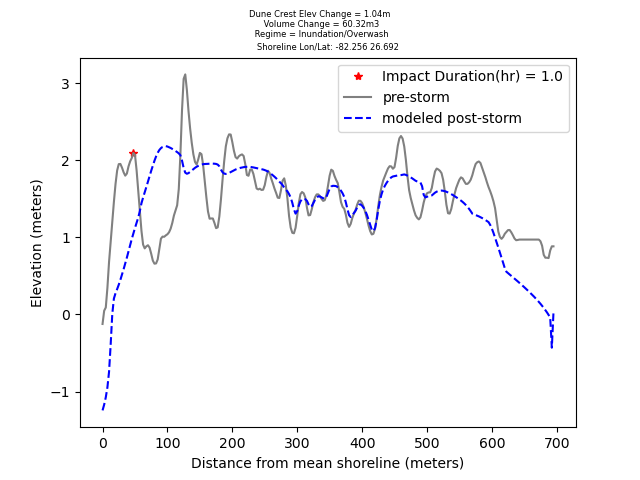 Dune Crest Elev Change = 1.04m
Volume Change = 60.32m3
Regime = Inundation/Overwash
Shoreline Lon/Lat: -82.256 26.692
Impact Duration(hr) = 1.0
pre-storm
modeled post-storm
Elevation (meters)
3
2
1
0
−1
0 100 200 300 400 500 600 700
Distance from mean shoreline (meters)